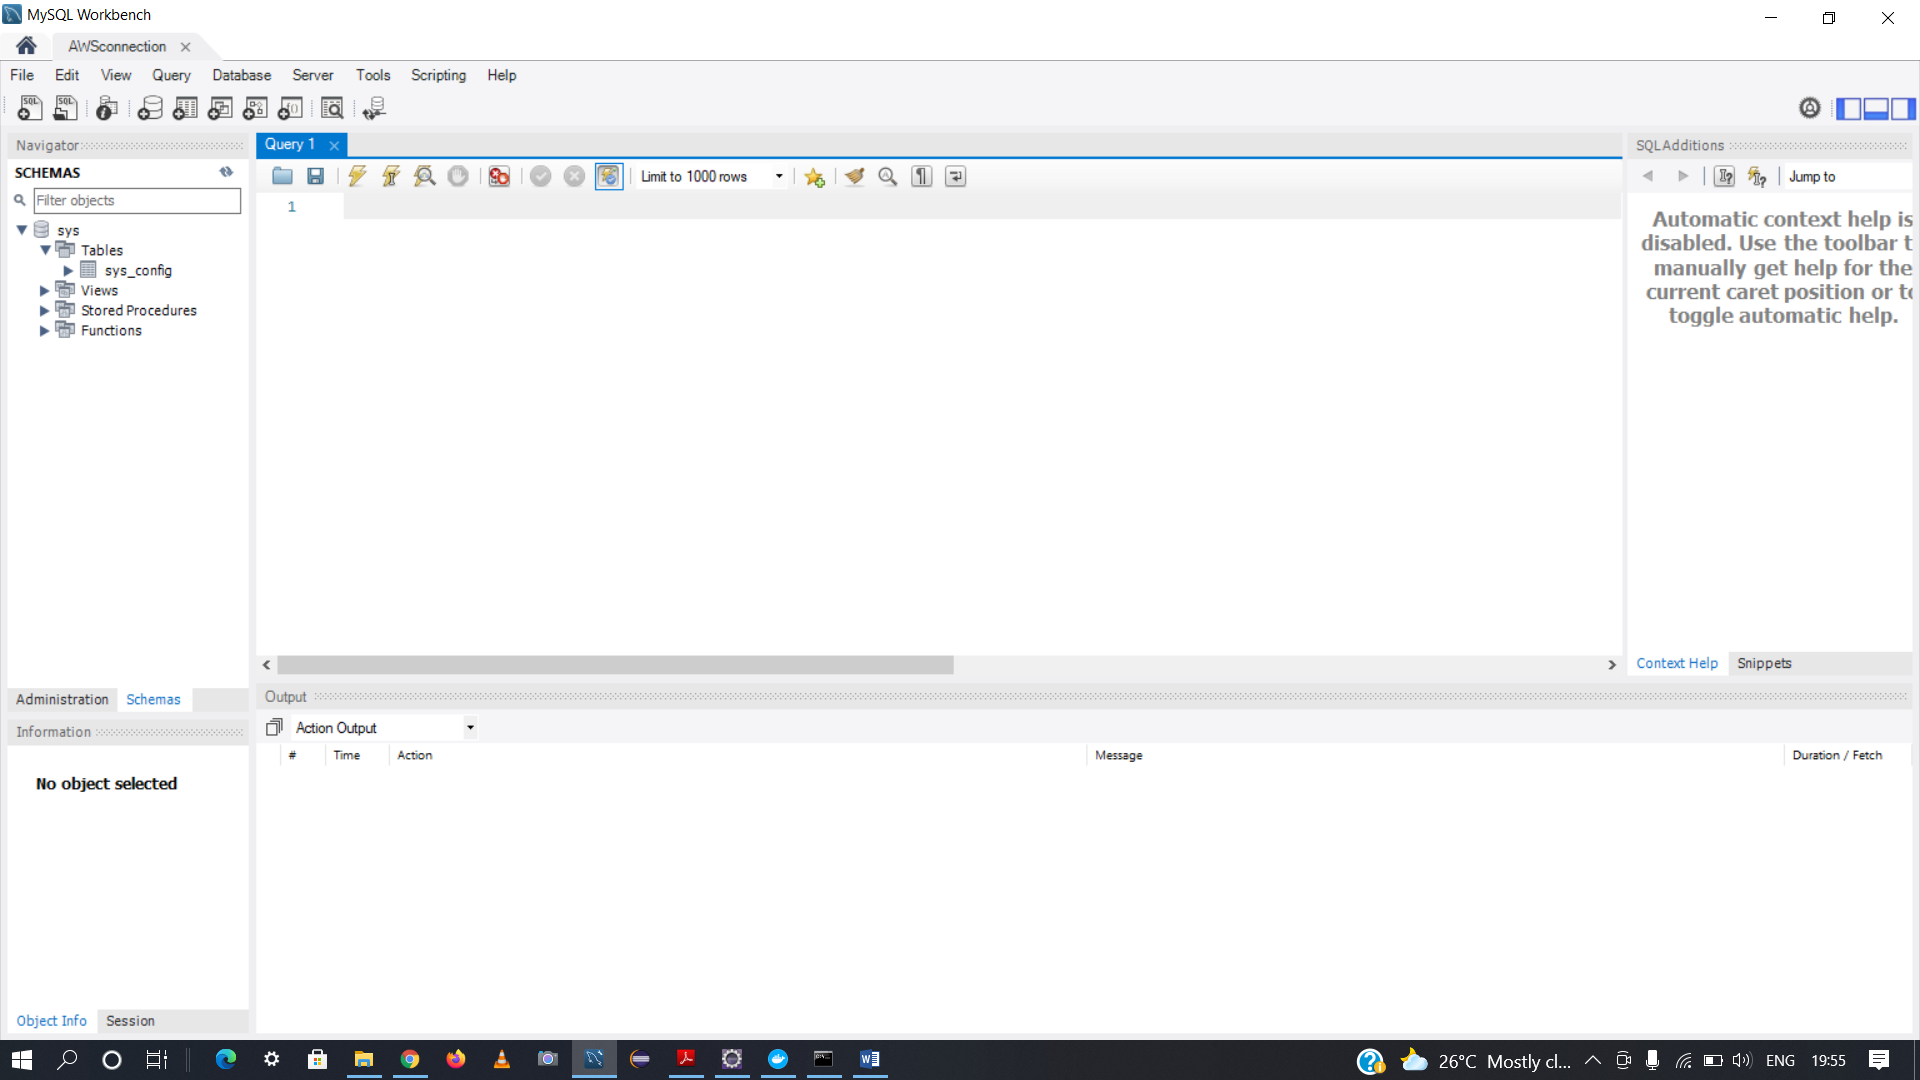 MySQL Workbench
AWSconnection
File Edit View Query Database Server Tools Scripting Help
SQL SQL
Navigator
SCHEMAS
Filter objects
sys
Tables
sys_config
Views
Stored Procedures
Functions
Administration Schemas
Information
No object selected
Object Info Session
Query 1
Limit to 1000 rows
1
Output
Action Output
# Time Action Message Duration / Fetch
SQLAdditions
Jump to
Automatic context help is
disabled. Use the toolbar t
manually get help for the
current caret position or to
toggle automatic help.
Context Help Snippets
26°C Mostly cl... ENG 19:55